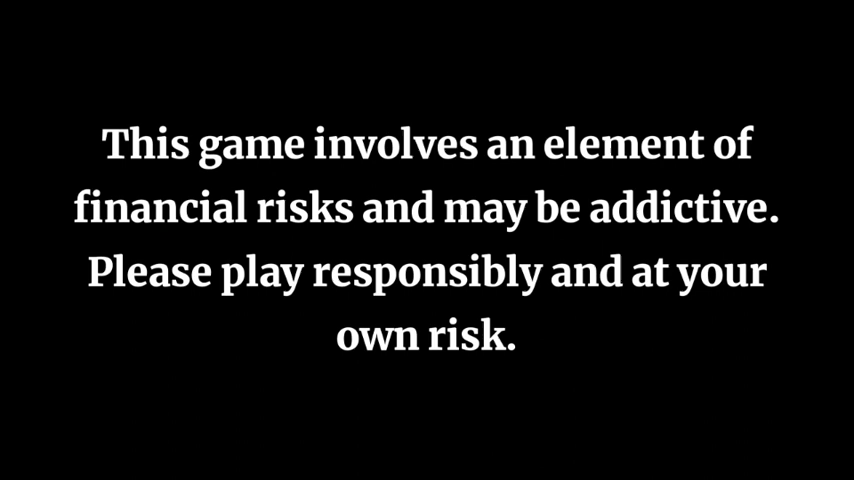 This game involves an element of
financial risks and may be addictive.
Please play responsibly and at your
own risk.